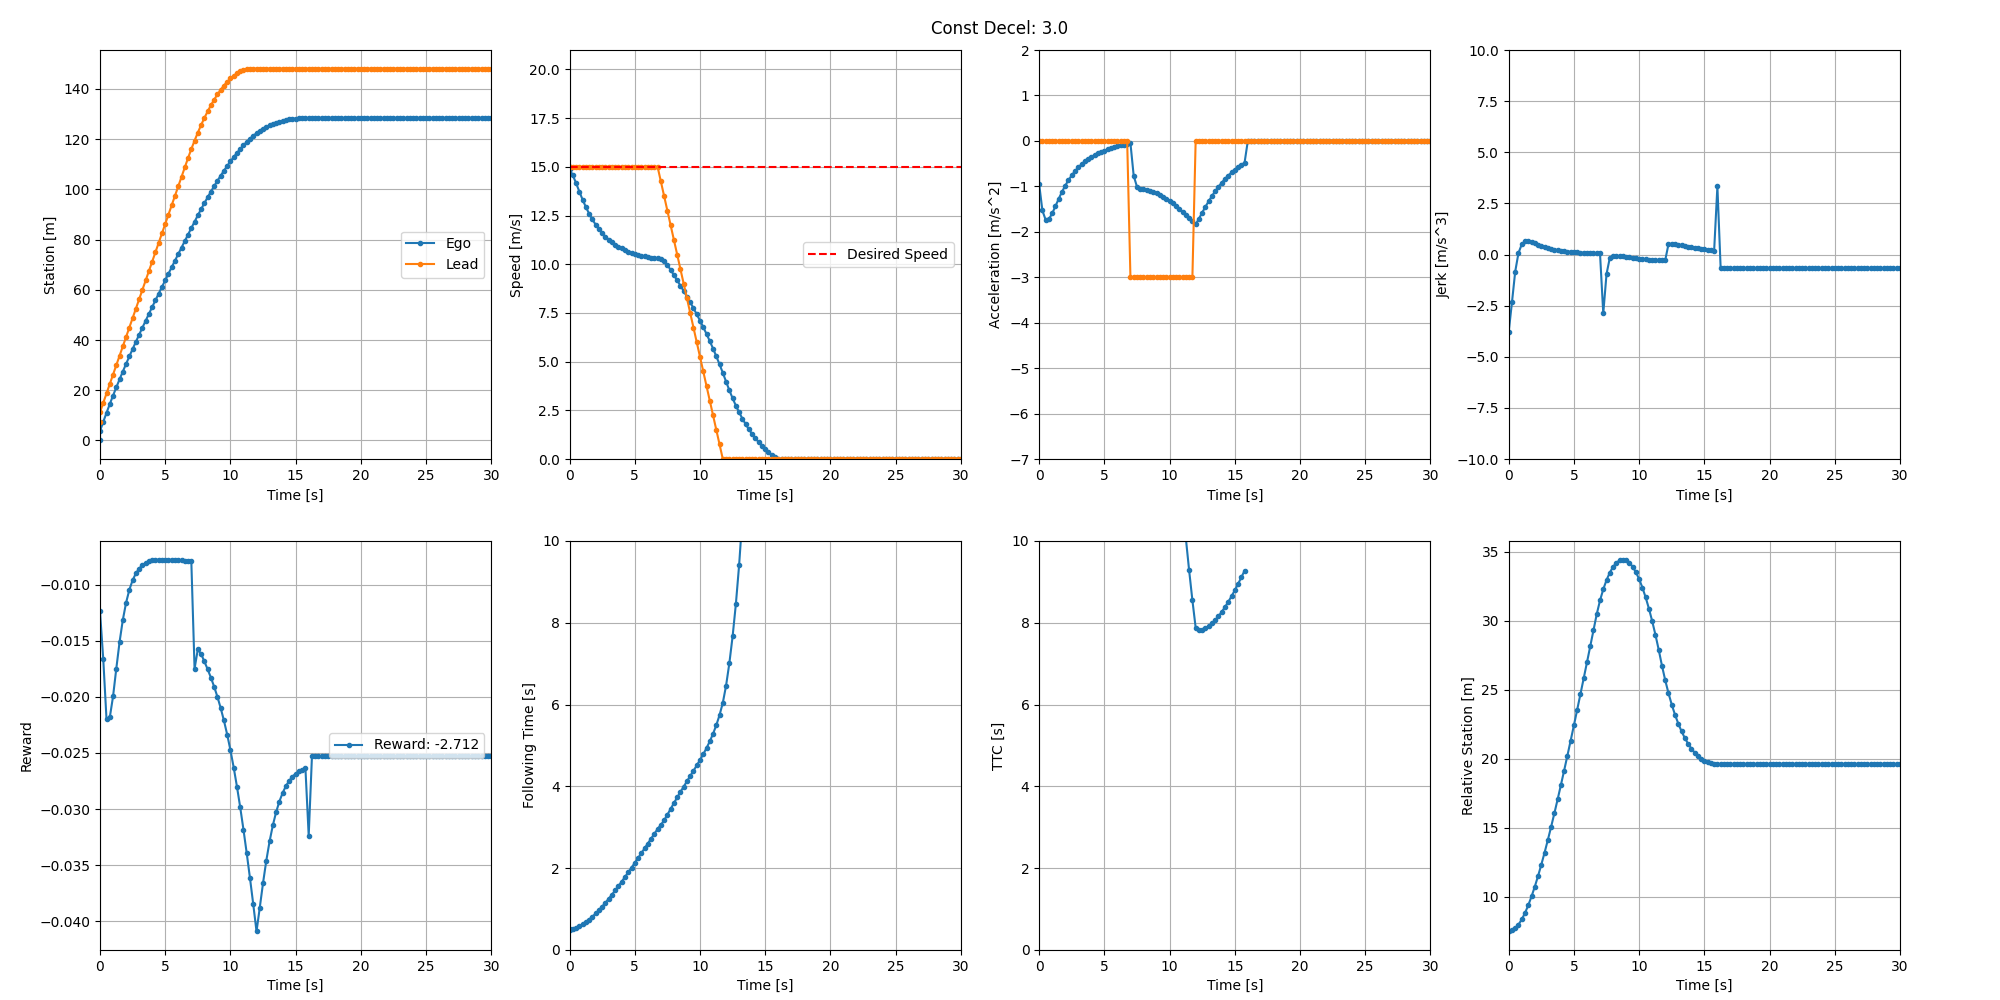 Const Decel: 3.0
Station [m]
140
120
100
80
60
40
20
0
Ego
Lead
0 5 10 15 20 25 30
Time [s]
Speed [m/s]
20.0
17.5
15.0
12.5
10.0
7.5
5.0
2.5
0.0
Desired Speed
0 5 10 15 20 25 30
Time [s]
Acceleration [m/s^2]
2
1
0
−1
−2
−3
−4
−5
−6
−7
0 5 10 15 20 25 30
Time [s]
Jerk [m/s^3]
10.0
7.5
5.0
2.5
0.0
−2.5
−5.0
−7.5
−10.0
0 5 10 15 20 25 30
Time [s]
Reward
−0.010
−0.015
−0.020
−0.025
−0.030
−0.035
−0.040
Reward: -2.712
0 5 10 15 20 25 30
Time [s]
Following Time [s]
10
8
6
4
2
0
0 5 10 15 20 25 30
Time [s]
TTC [s]
10
8
6
4
2
0
0 5 10 15 20 25 30
Time [s]
Relative Station [m]
35
30
25
20
15
10
0 5 10 15 20 25 30
Time [s]